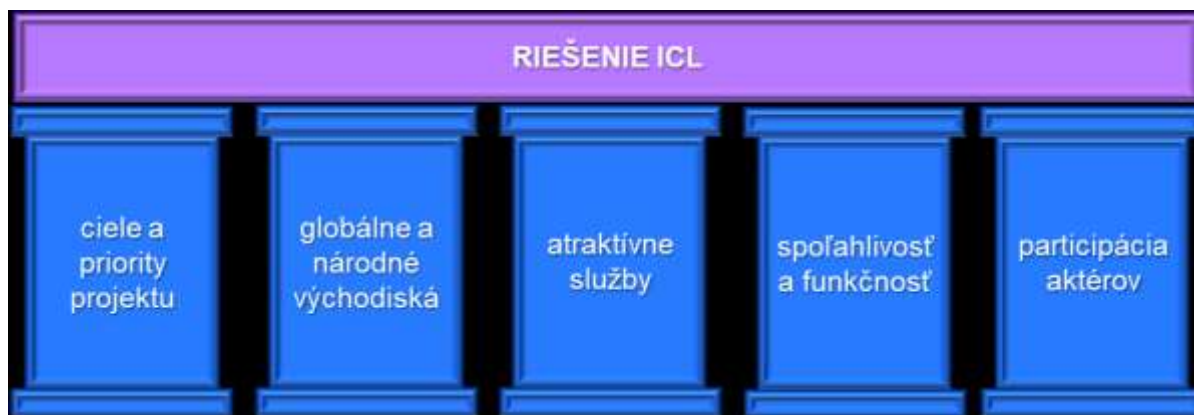 RIEŠENIE ICL
ciele a
priority
projektu
globálne a
národné
východiská
atraktívne
služby
spoľahlivosť
a funkčnosť
participácia
aktérov